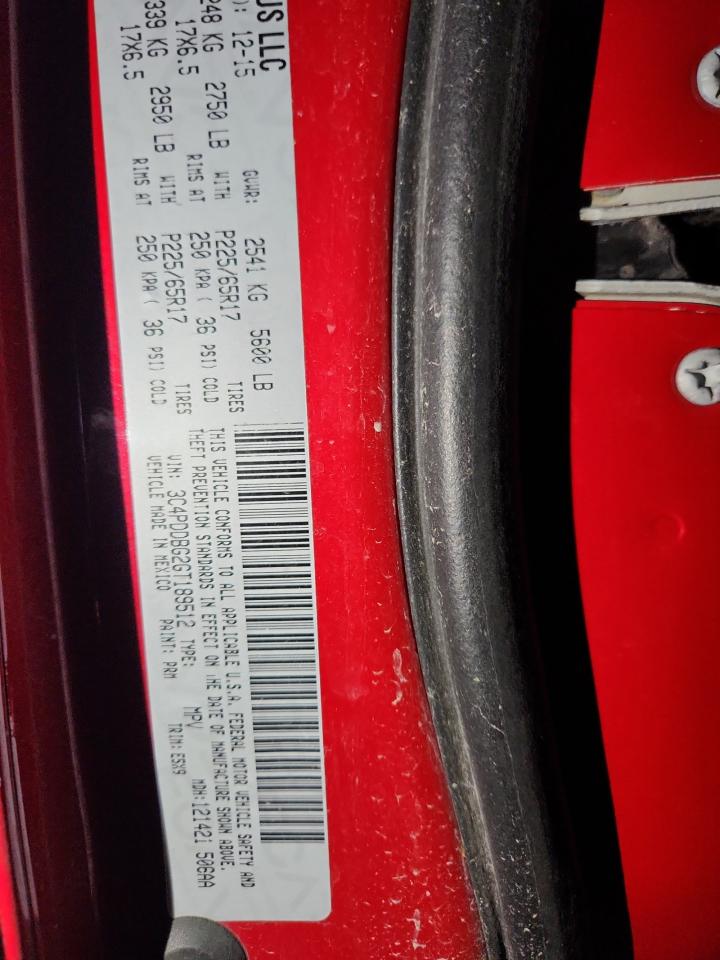 US LLC
): 12-15 GVWR: 2541 KG 5600 LB
248 KG 2750 LB WITH P225/65R17 TIRES
17X6.5 RIMS AT 250 KPA ( 36 PSI) COLD
339 KG 2950 LB WITH P225/65R17 TIRES
17X6.5 RIMS AT 250 KPA ( 36 PSI) COLD
THIS VEHICLE CONFORMS TO ALL APPLICABLE U.S.A. FEDERAL MOTOR VEHICLE SAFETY AND
THEFT PREVENTION STANDARDS IN EFFECT ON THE DATE OF MANUFACTURE SHOWN ABOVE.
VIN: 3C4PDDBG2GT189512 TYPE: MPV MDH:121421 506AA
VEHICLE MADE IN MEXICO PAINT: PRM TRIM: ESX9